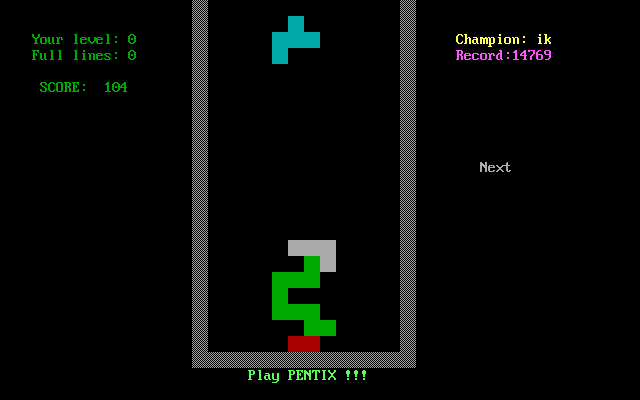 Your level: 0
Full lines: 0
SCORE:  104
Champion: ik
Record:14769
Next
Play PENTIX !!!